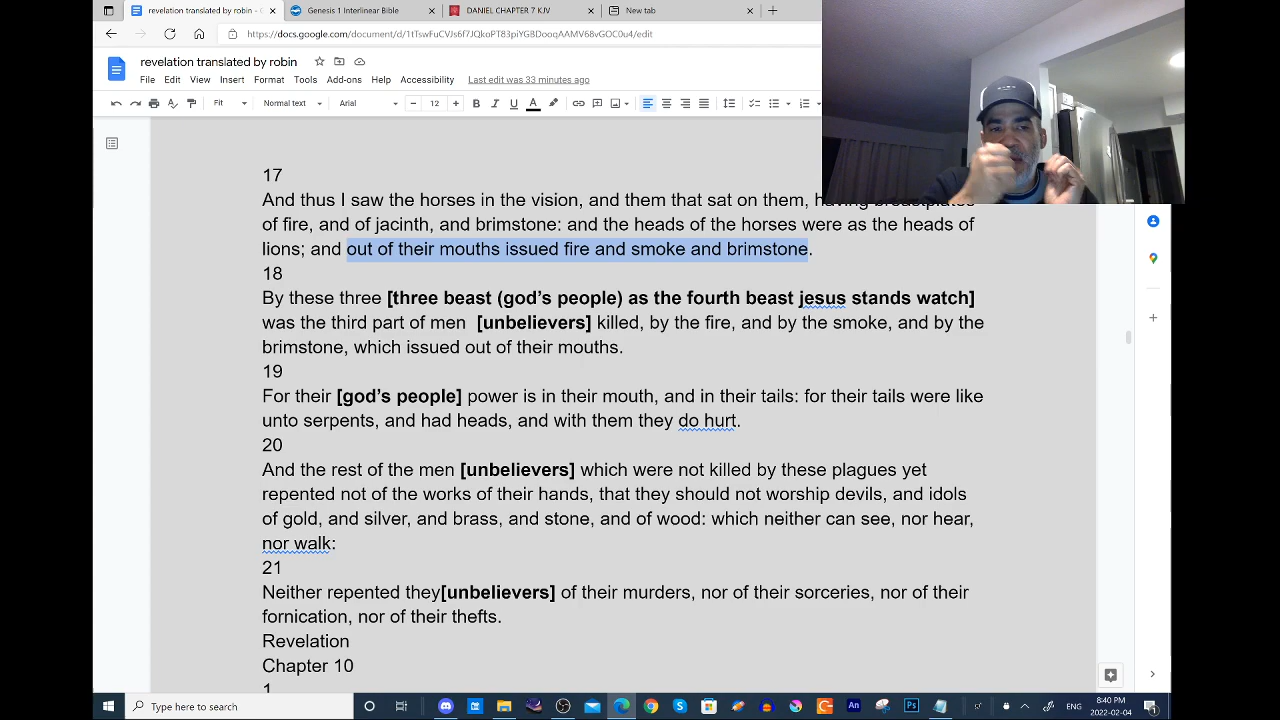 revelation translated by robin - G
Genesis 1 Interlinear Bible
DANIEL CHAPTER 7 KJV
New tab
https://docs.google.com/document/d/1tTswFuCVJs6f7JQkoPT83piYGBDooqAAMV68vGOC0u4/edit
revelation translated by robin
File Edit View Insert Format Tools Add-ons Help Accessibility Last edit was 33 minutes ago
Fit Normal text Arial 12 B I U A
17
And thus I saw the horses in the vision, and them that sat on them, having breastplates
of fire, and of jacinth, and brimstone: and the heads of the horses were as the heads of
lions; and out of their mouths issued fire and smoke and brimstone.
18
By these three [three beast (god's people) as the fourth beast jesus stands watch]
was the third part of men [unbelievers] killed, by the fire, and by the smoke, and by the
brimstone, which issued out of their mouths.
19
For their [god's people] power is in their mouth, and in their tails: for their tails were like
unto serpents, and had heads, and with them they do hurt.
20
And the rest of the men [unbelievers] which were not killed by these plagues yet
repented not of the works of their hands, that they should not worship devils, and idols
of gold, and silver, and brass, and stone, and of wood: which neither can see, nor hear,
nor walk:
21
Neither repented they[unbelievers] of their murders, nor of their sorceries, nor of their
fornication, nor of their thefts.
Revelation
Chapter 10
1
Type here to search
An
Ps
ENG
8:40 PM
2022-02-04
1